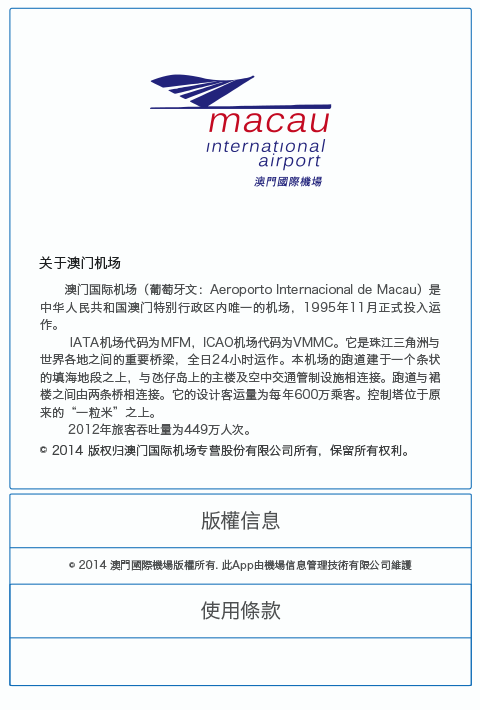 macau
international
airport
澳門國際機場
关于澳门机场
澳门国际机场（葡萄牙文：Aeroporto Internacional de Macau）是
中华人民共和国澳门特别行政区内唯一的机场，1995年11月正式投入运
作。
IATA机场代码为MFM，ICAO机场代码为VMMC。它是珠江三角洲与
世界各地之间的重要桥梁，全日24小时运作。本机场的跑道建于一个条状
的填海地段之上，与氹仔岛上的主楼及空中交通管制设施相连接。跑道与裙
楼之间由两条桥相连接。它的设计客运量为每年600万乘客。控制塔位于原
来的“一粒米”之上。
2012年旅客吞吐量为449万人次。
© 2014 版权归澳门国际机场专营股份有限公司所有，保留所有权利。
版權信息
© 2014 澳門國際機場版權所有. 此App由機場信息管理技術有限公司維護
使用條款